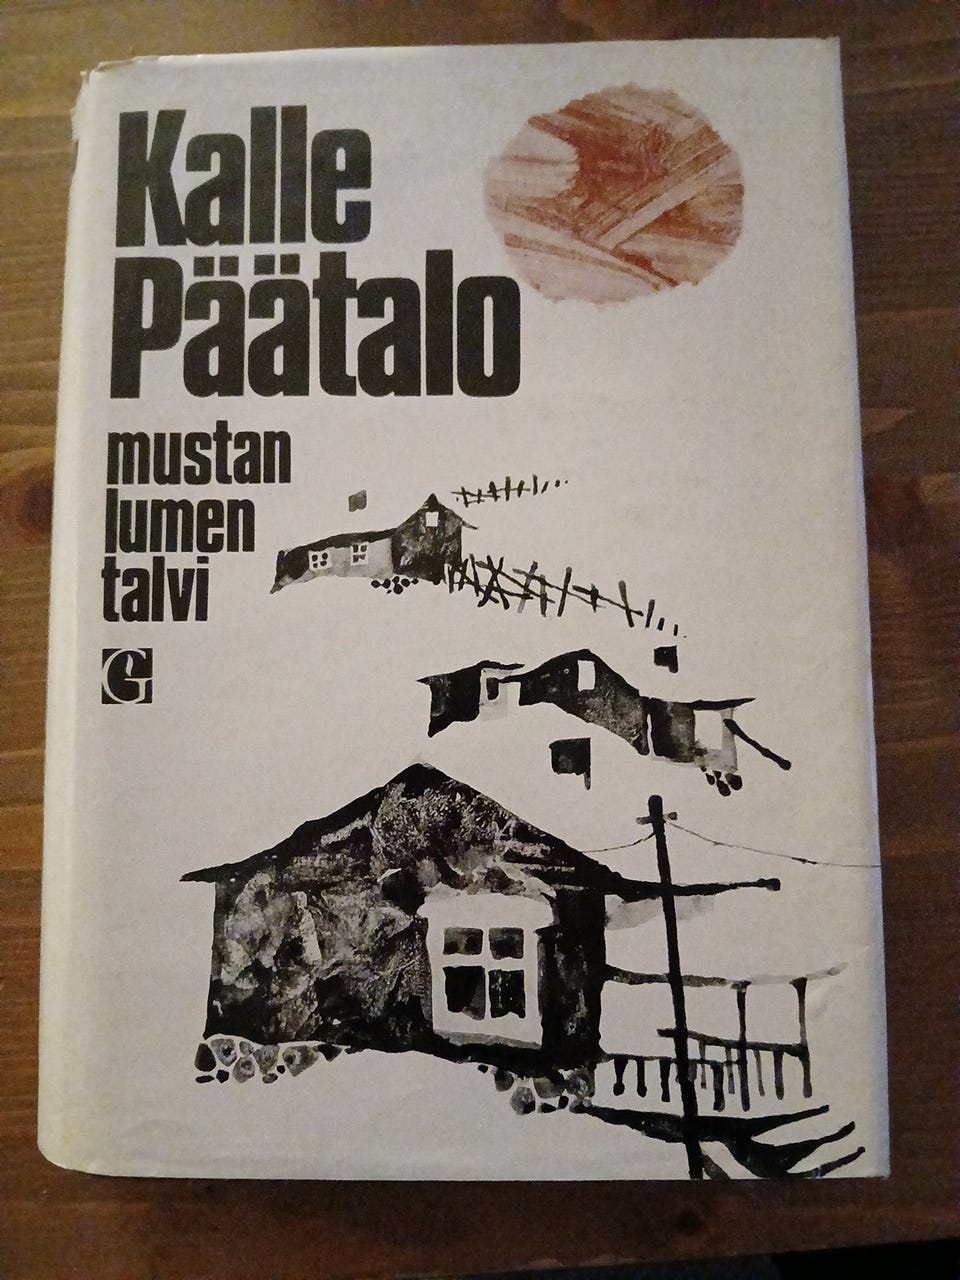 Kalle
Päätalo
mustan
lumen
talvi
G